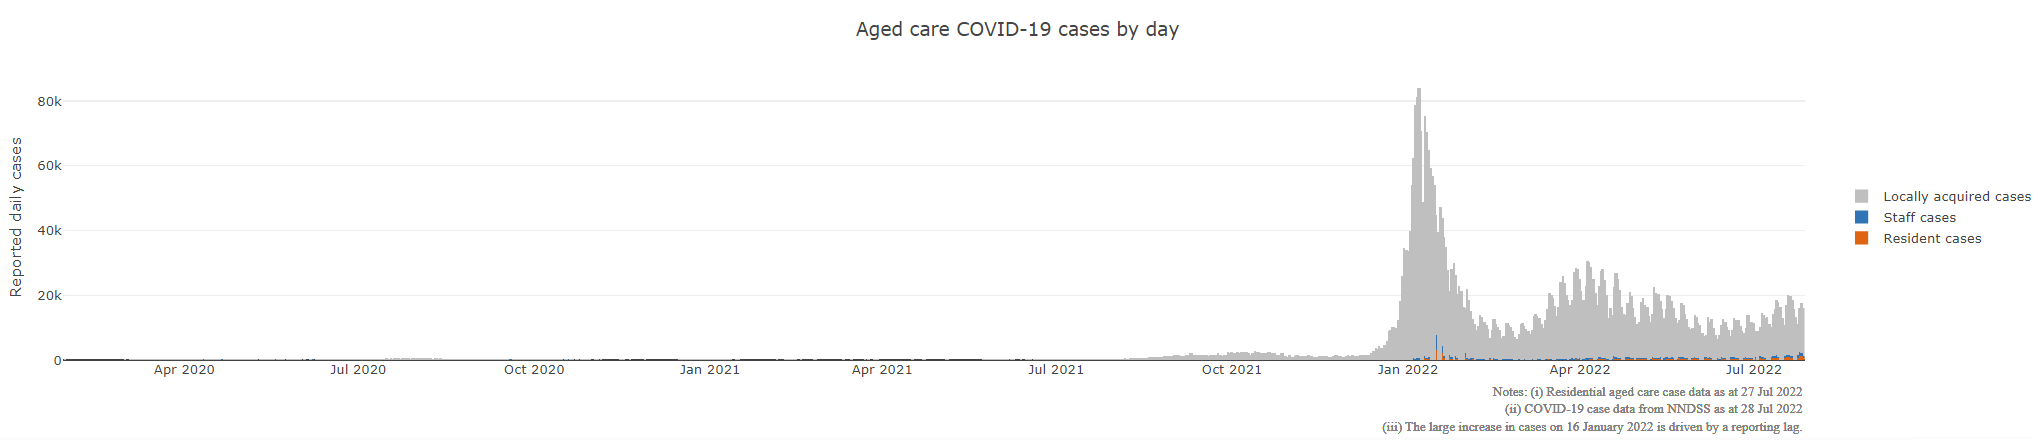 Aged care COVID-19 cases by day
Reported daily cases
80k
60k
40k
20k
0
Apr 2020
Jul 2020
Oct 2020
Jan 2021
Apr 2021
Jul 2021
Oct 2021
Jan 2022
Apr 2022
Jul 2022
Locally acquired cases
Staff cases
Resident cases
Notes: (i) Residential aged care case data as at 27 Jul 2022
(ii) COVID-19 case data from NNDSS as at 28 Jul 2022
(iii) The large increase in cases on 16 January 2022 is driven by a reporting lag.